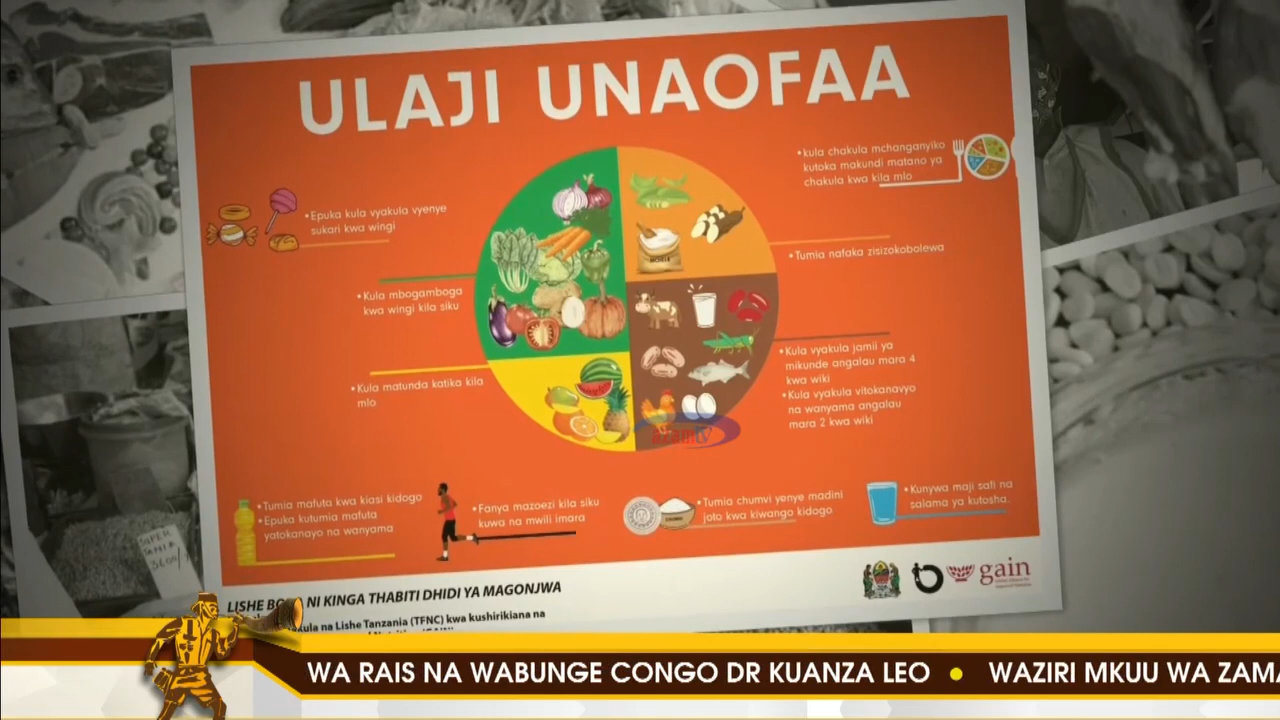 ULAJI UNAOFAA
•kula chakula mchanganyiko
kutoka makundi matano ya
chakula kwa kila mlo
•Epuka kula vyakula vyenye
sukari kwa wingi
•Tumia nafaka zisizokobolewa
•Kula mbogamboga
kwa wingi kila siku
•Kula vyakula jamii ya
mikunde angalau mara 4
kwa wiki
•Kula vyakula vitokanavyo
na wanyama angalau
mara 2 kwa wiki
•Kula matunda katika kila
mlo
azamtv
•Tumia mafuta kwa kiasi kidogo
•Epuka kutumia mafuta
yatokanayo na wanyama
•Fanya mazoezi kila siku
kuwa na mwili imara
•Tumia chumvi yenye madini
joto kwa kiwango kidogo
•Kunywa maji safi na
salama ya kutosha.
gain
LISHE NI KINGA THABITI DHIDI YA MAGONJWA
na Lishe Tanzania (TFNC) kwa kushirikiana na
SUPER
WA RAIS NA WABUNGE CONGO DR KUANZA LEO • WAZIRI MKUU WA ZAMA